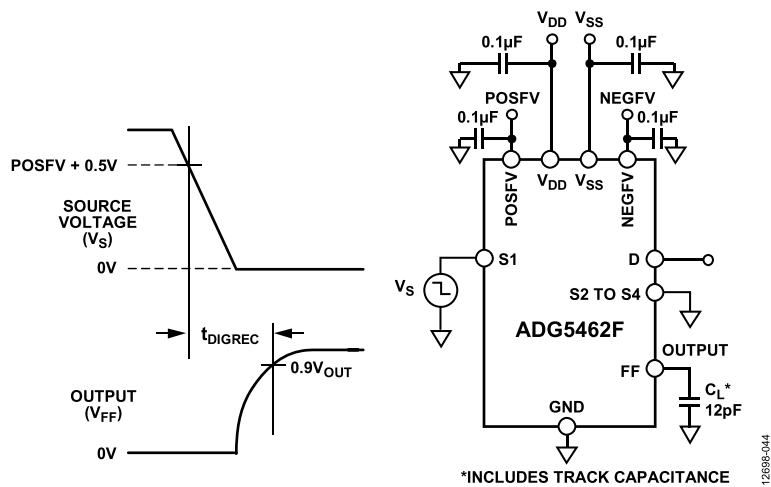 POSFV + 0.5V
SOURCE
VOLTAGE
(VS)
0V
tDIGREC
0.9VOUT
OUTPUT
(VFF)
0V
VDD VSS
0.1µF 0.1µF
POSFV NEGFV
0.1µF 0.1µF
POSFV VDD VSS NEGFV
S1 D
VS
S2 TO S4
ADG5462F
OUTPUT
FF
CL*
12pF
GND
*INCLUDES TRACK CAPACITANCE
12698-044